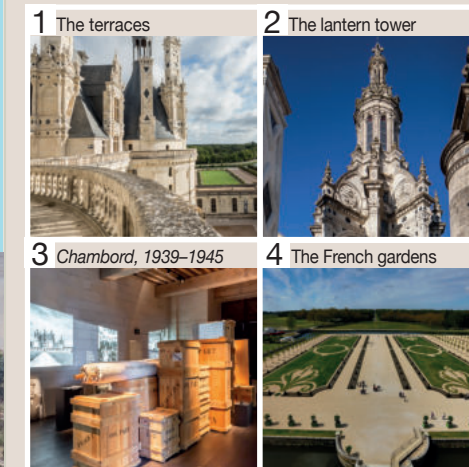 1 The terraces
2 The lantern tower
3 Chambord, 1939–1945
4 The French gardens